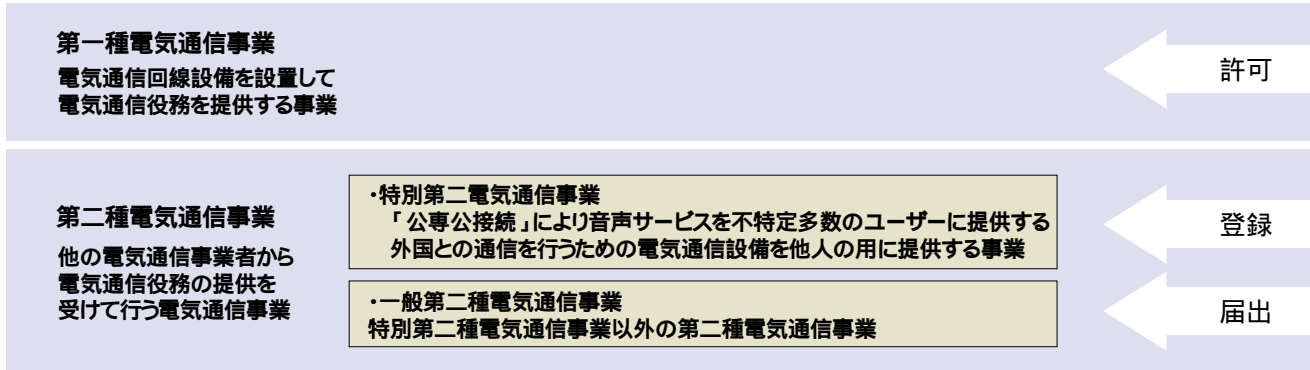 第一種電気通信事業
電気通信回線設備を設置して
電気通信役務を提供する事業
許可
第二種電気通信事業
他の電気通信事業者から
電気通信役務の提供を
受けて行う電気通信事業
・特別第二電気通信事業
「公専公接続」により音声サービスを不特定多数のユーザーに提供する
外国との通信を行うための電気通信設備を他人の用に提供する事業
登録
・一般第二種電気通信事業
特別第二種電気通信事業以外の第二種電気通信事業
届出